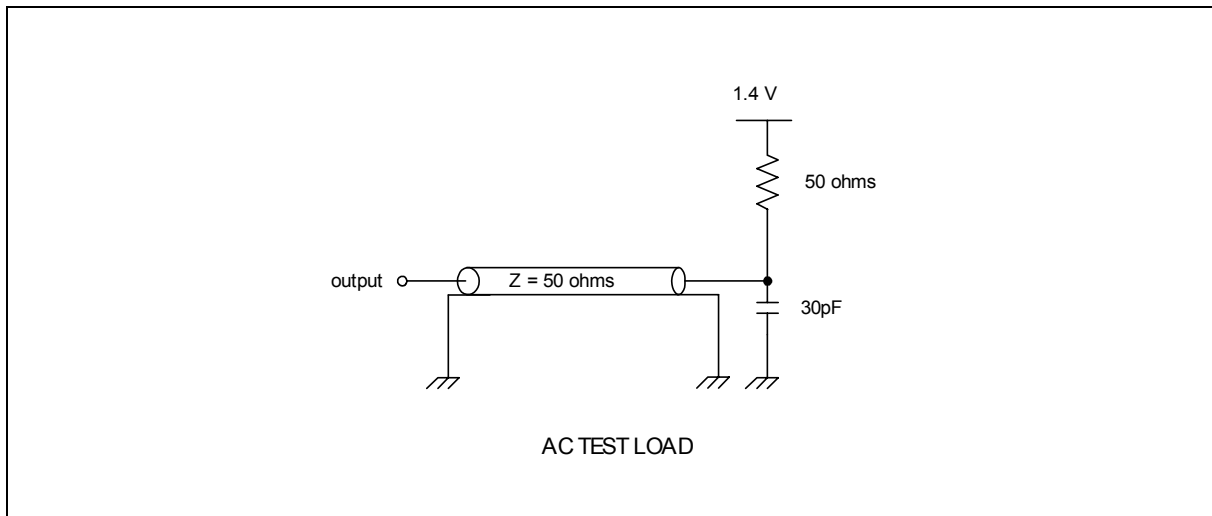 1.4 V
50 ohms
output
Z = 50 ohms
30pF
AC TEST LOAD